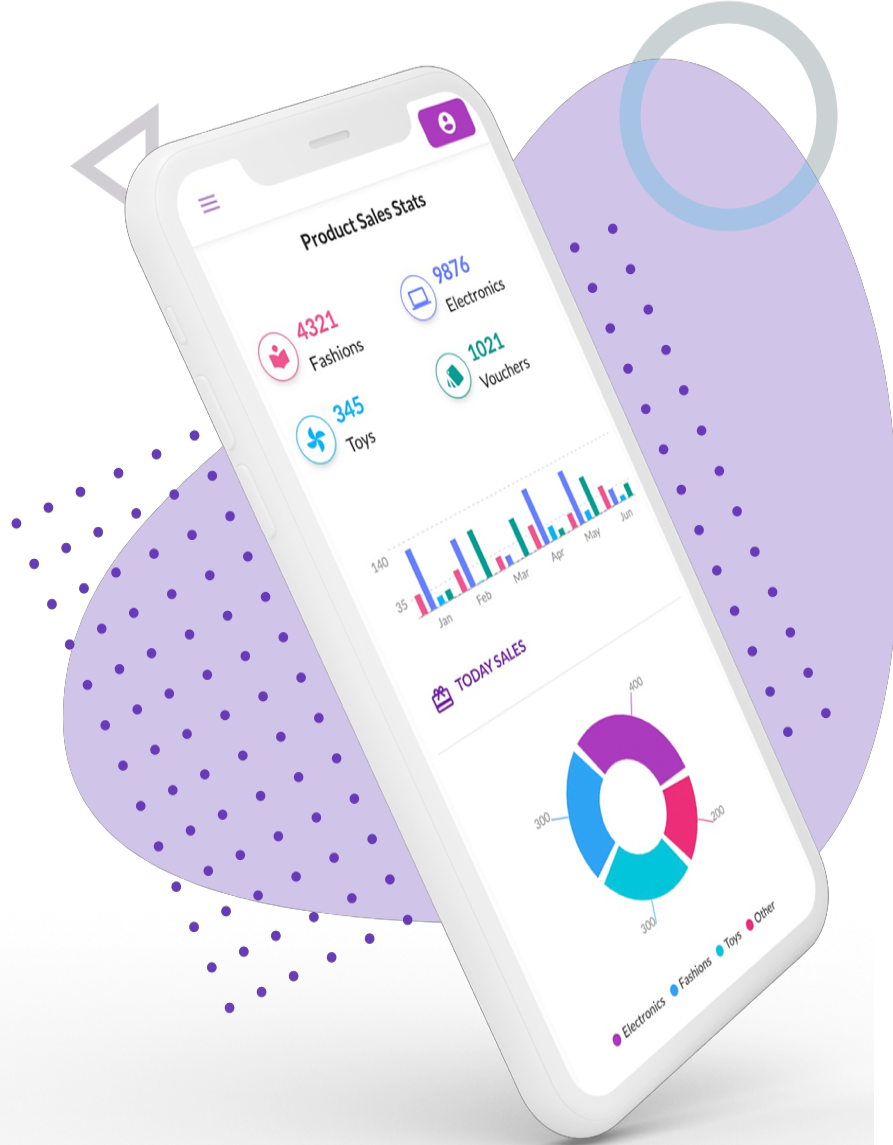 Product Sales Stats
4321
Fashions
9876
Electronics
345
Toys
1021
Vouchers
140
35
Jan
Feb
Mar
Apr
May
Jun
TODAY SALES
400
300
200
300
Electronics
Fashions
Toys
Other